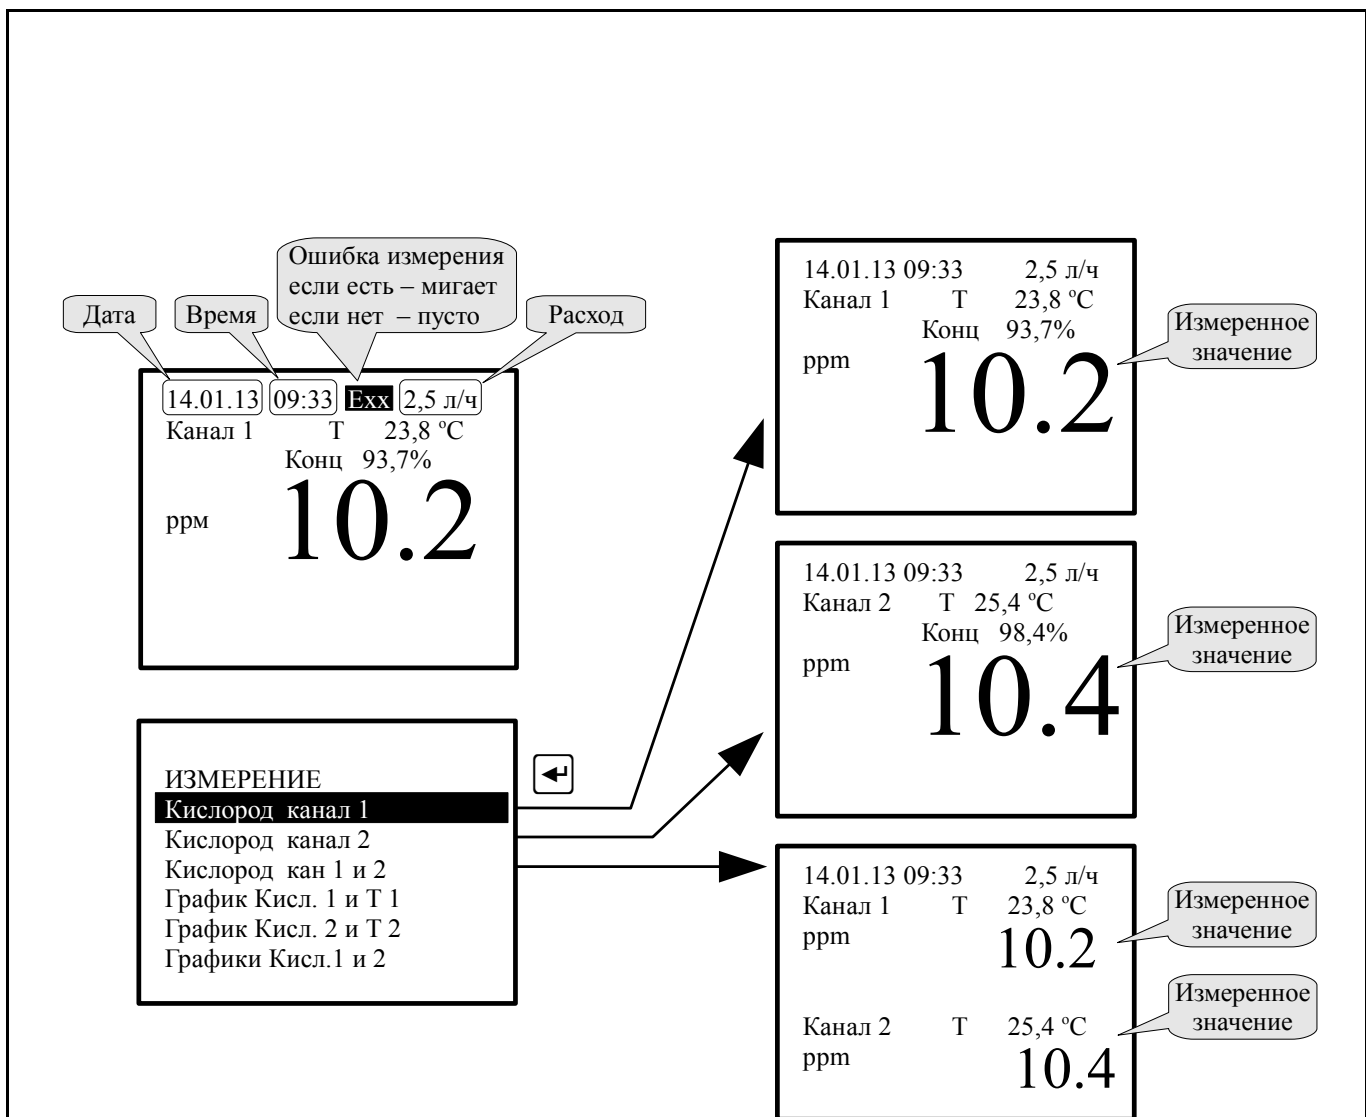 Ошибка измерения
если есть – мигает
если нет – пусто
Дата
Время
Расход
14.01.13 09:33 Exx 2,5 л/ч
Канал 1 T 23,8 ºC
Конц 93,7%
ррм 10.2
ИЗМЕРЕНИЕ
Кислород канал 1
Кислород канал 2
Кислород кан 1 и 2
График Кисл. 1 и Т 1
График Кисл. 2 и Т 2
Графики Кисл.1 и 2
14.01.13 09:33 2,5 л/ч
Канал 1 T 23,8 ºC
Конц 93,7%
ppm 10.2
Измеренное
значение
14.01.13 09:33 2,5 л/ч
Канал 2 T 25,4 ºC
Конц 98,4%
ppm 10.4
Измеренное
значение
14.01.13 09:33 2,5 л/ч
Канал 1 T 23,8 ºC
ppm 10.2
Измеренное
значение
Канал 2 T 25,4 ºC
ppm 10.4
Измеренное
значение